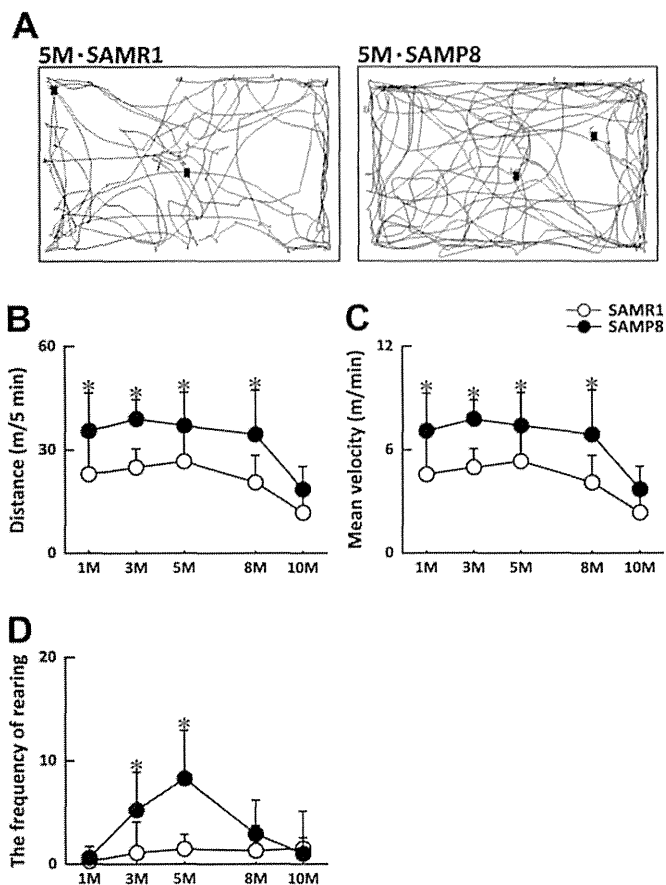 A
5M·SAMR1
5M·SAMP8
B
Distance (m/5 min)
60
30
0
* * * *
1M 3M 5M 8M 10M
C
SAMR1
SAMP8
Mean velocity (m/min)
12
6
0
* * * *
1M 3M 5M 8M 10M
D
The frequency of rearing
20
10
0
* *
1M 3M 5M 8M 10M